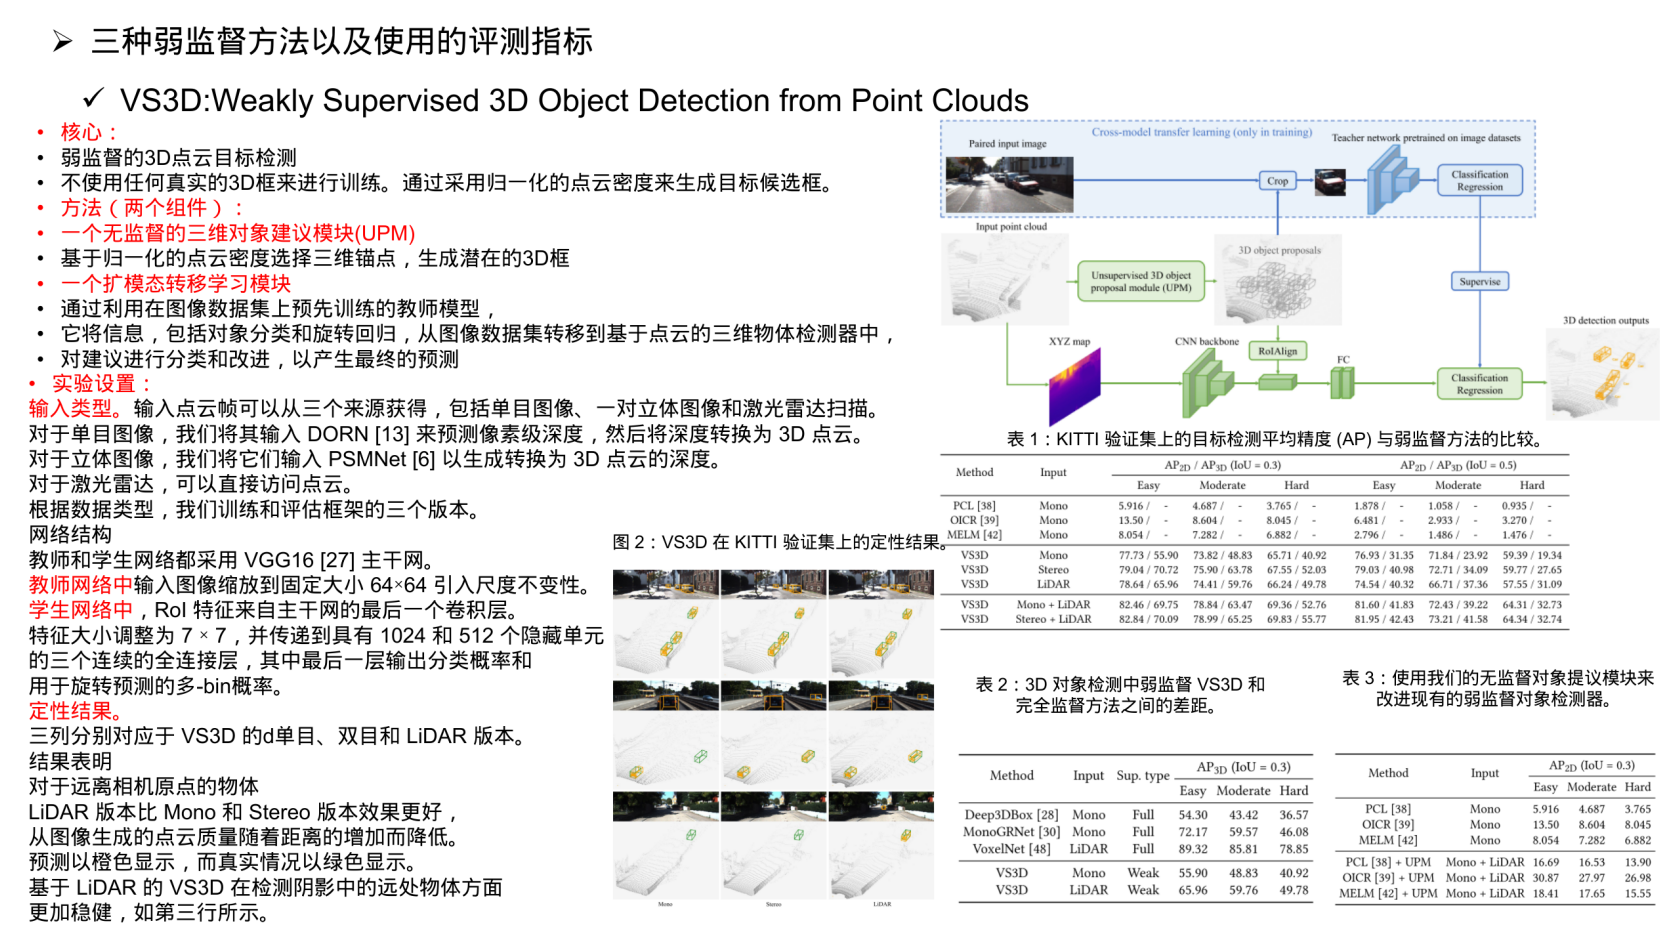 ➢ 三种弱监督方法以及使用的评测指标
✓ VS3D:Weakly Supervised 3D Object Detection from Point Clouds
• 核心：
• 弱监督的3D点云目标检测
• 不使用任何真实的3D框来进行训练。通过采用归一化的点云密度来生成目标候选框。
• 方法（两个组件）：
• 一个无监督的三维对象建议模块(UPM)
• 基于归一化的点云密度选择三维锚点，生成潜在的3D框
• 一个扩模态转移学习模块
• 通过利用在图像数据集上预先训练的教师模型，
• 它将信息，包括对象分类和旋转回归，从图像数据集转移到基于点云的三维物体检测器中，
• 对建议进行分类和改进，以产生最终的预测
• 实验设置：
输入类型。输入点云帧可以从三个来源获得，包括单目图像、一对立体图像和激光雷达扫描。
对于单目图像，我们将其输入 DORN [13] 来预测像素级深度，然后将深度转换为 3D 点云。
对于立体图像，我们将它们输入 PSMNet [6] 以生成转换为 3D 点云的深度。
对于激光雷达，可以直接访问点云。
根据数据类型，我们训练和评估框架的三个版本。
网络结构
教师和学生网络都采用 VGG16 [27] 主干网。
教师网络中输入图像缩放到固定大小 64×64 引入尺度不变性。
学生网络中，RoI 特征来自主干网的最后一个卷积层。
特征大小调整为 7 × 7，并传递到具有 1024 和 512 个隐藏单元
的三个连续的全连接层，其中最后一层输出分类概率和
用于旋转预测的多-bin概率。
定性结果。
三列分别对应于 VS3D 的d单目、双目和 LiDAR 版本。
结果表明
对于远离相机原点的物体
LiDAR 版本比 Mono 和 Stereo 版本效果更好，
从图像生成的点云质量随着距离的增加而降低。
预测以橙色显示，而真实情况以绿色显示。
基于 LiDAR 的 VS3D 在检测阴影中的远处物体方面
更加稳健，如第三行所示。
图 2：VS3D 在 KITTI 验证集上的定性结果。
Mono Stereo LiDAR
Cross-model transfer learning (only in training)
Teacher network pretrained on image datasets
Paired input image
Crop
Classification
Regression
Input point cloud
3D object proposals
Unsupervised 3D object
proposal module (UPM)
Supervise
XYZ map
CNN backbone
RoIAlign
FC
3D detection outputs
Classification
Regression
表 1：KITTI 验证集上的目标检测平均精度 (AP) 与弱监督方法的比较。
Method Input AP2D / AP3D (IoU = 0.3) AP2D / AP3D (IoU = 0.5)
Easy Moderate Hard Easy Moderate Hard
PCL [38] Mono 5.916 / - 4.687 / - 3.765 / - 1.878 / - 1.058 / - 0.935 / -
OICR [39] Mono 13.50 / - 8.604 / - 8.045 / - 6.481 / - 2.933 / - 3.270 / -
MELM [42] Mono 8.054 / - 7.282 / - 6.882 / - 2.796 / - 1.486 / - 1.476 / -
VS3D Mono 77.73 / 55.90 73.82 / 48.83 65.71 / 40.92 76.93 / 31.35 71.84 / 23.92 59.39 / 19.34
VS3D Stereo 79.04 / 70.72 75.90 / 63.78 67.55 / 52.03 79.03 / 40.98 72.71 / 34.09 59.77 / 27.65
VS3D LiDAR 78.64 / 65.96 74.41 / 59.76 66.24 / 49.78 74.54 / 40.32 66.71 / 37.36 57.55 / 31.09
VS3D Mono + LiDAR 82.46 / 69.75 78.84 / 63.47 69.36 / 52.76 81.60 / 41.83 72.43 / 39.22 64.31 / 32.73
VS3D Stereo + LiDAR 82.84 / 70.09 78.99 / 65.25 69.83 / 55.77 81.95 / 42.43 73.21 / 41.58 64.34 / 32.74
表 2：3D 对象检测中弱监督 VS3D 和
完全监督方法之间的差距。
Method Input Sup. type AP3D (IoU = 0.3)
Easy Moderate Hard
Deep3DBox [28] Mono Full 54.30 43.42 36.57
MonoGRNet [30] Mono Full 72.17 59.57 46.08
VoxelNet [48] LiDAR Full 89.32 85.81 78.85
VS3D Mono Weak 55.90 48.83 40.92
VS3D LiDAR Weak 65.96 59.76 49.78
表 3：使用我们的无监督对象提议模块来
改进现有的弱监督对象检测器。
Method Input AP2D (IoU = 0.3)
Easy Moderate Hard
PCL [38] Mono 5.916 4.687 3.765
OICR [39] Mono 13.50 8.604 8.045
MELM [42] Mono 8.054 7.282 6.882
PCL [38] + UPM Mono + LiDAR 16.69 16.53 13.90
OICR [39] + UPM Mono + LiDAR 30.87 27.97 26.98
MELM [42] + UPM Mono + LiDAR 18.41 17.65 15.55